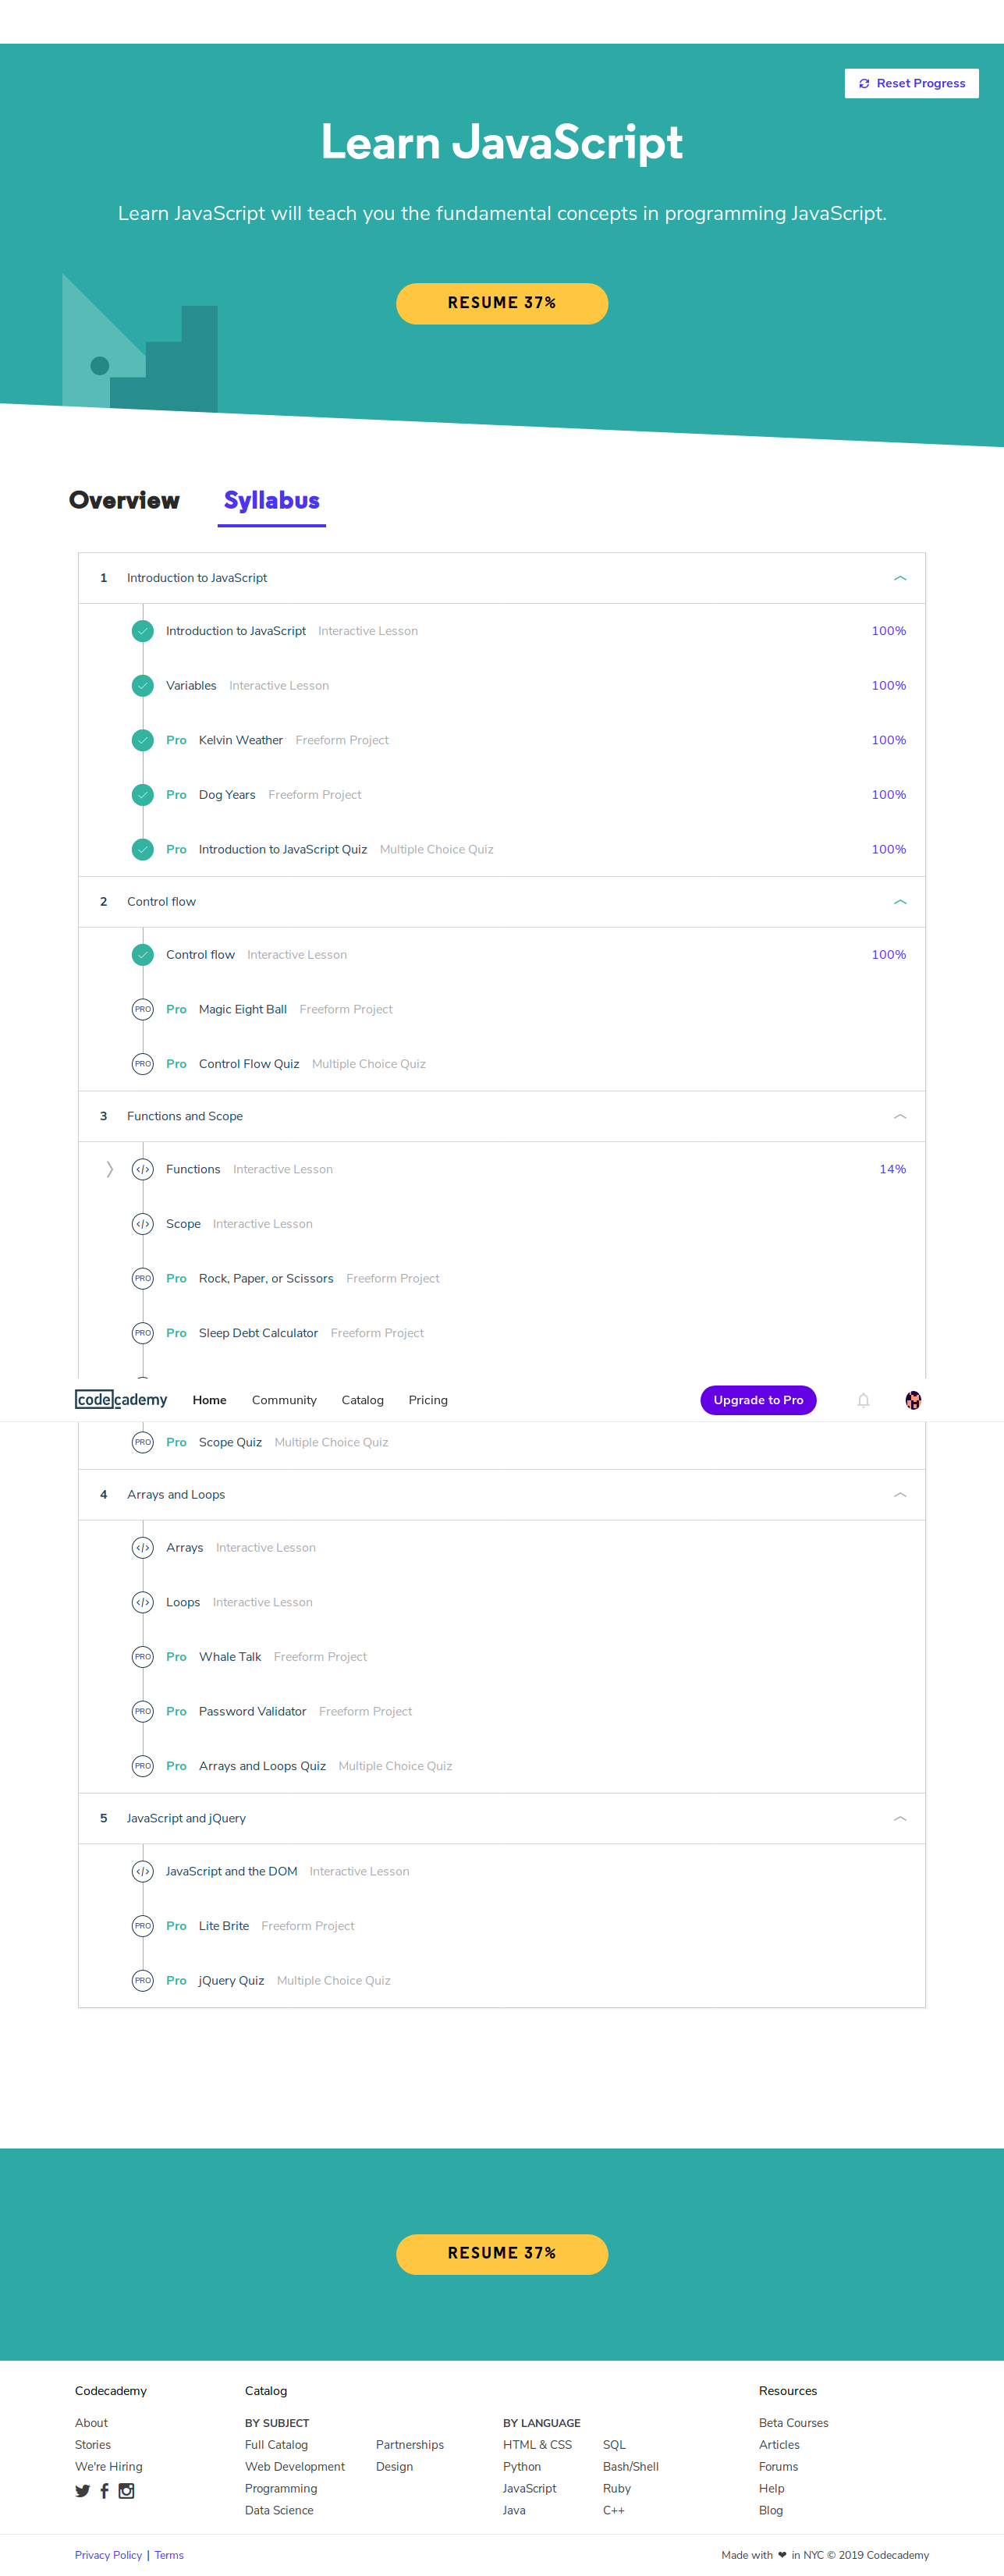 Reset Progress
Learn JavaScript
Learn JavaScript will teach you the fundamental concepts in programming JavaScript.
RESUME 37%
Overview Syllabus
1 Introduction to JavaScript
Introduction to JavaScript Interactive Lesson 100%
Variables Interactive Lesson 100%
Pro Kelvin Weather Freeform Project 100%
Pro Dog Years Freeform Project 100%
Pro Introduction to JavaScript Quiz Multiple Choice Quiz 100%
2 Control flow
Control flow Interactive Lesson 100%
PRO Pro Magic Eight Ball Freeform Project
PRO Pro Control Flow Quiz Multiple Choice Quiz
3 Functions and Scope
</> Functions Interactive Lesson 14%
</> Scope Interactive Lesson
PRO Pro Rock, Paper, or Scissors Freeform Project
PRO Pro Sleep Debt Calculator Freeform Project
codecademy Home Community Catalog Pricing Upgrade to Pro
PRO Pro Scope Quiz Multiple Choice Quiz
4 Arrays and Loops
</> Arrays Interactive Lesson
</> Loops Interactive Lesson
PRO Pro Whale Talk Freeform Project
PRO Pro Password Validator Freeform Project
PRO Pro Arrays and Loops Quiz Multiple Choice Quiz
5 JavaScript and jQuery
</> JavaScript and the DOM Interactive Lesson
PRO Pro Lite Brite Freeform Project
PRO Pro jQuery Quiz Multiple Choice Quiz
RESUME 37%
Codecademy Catalog Resources
About BY SUBJECT BY LANGUAGE Beta Courses
Stories Full Catalog Partnerships HTML & CSS SQL Articles
We're Hiring Web Development Design Python Bash/Shell Forums
Programming JavaScript Ruby Help
Data Science Java C++ Blog
Privacy Policy | Terms Made with ❤ in NYC © 2019 Codecademy